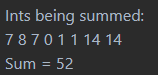 Ints being summed:
7 8 7 0 1 1 14 14
Sum = 52